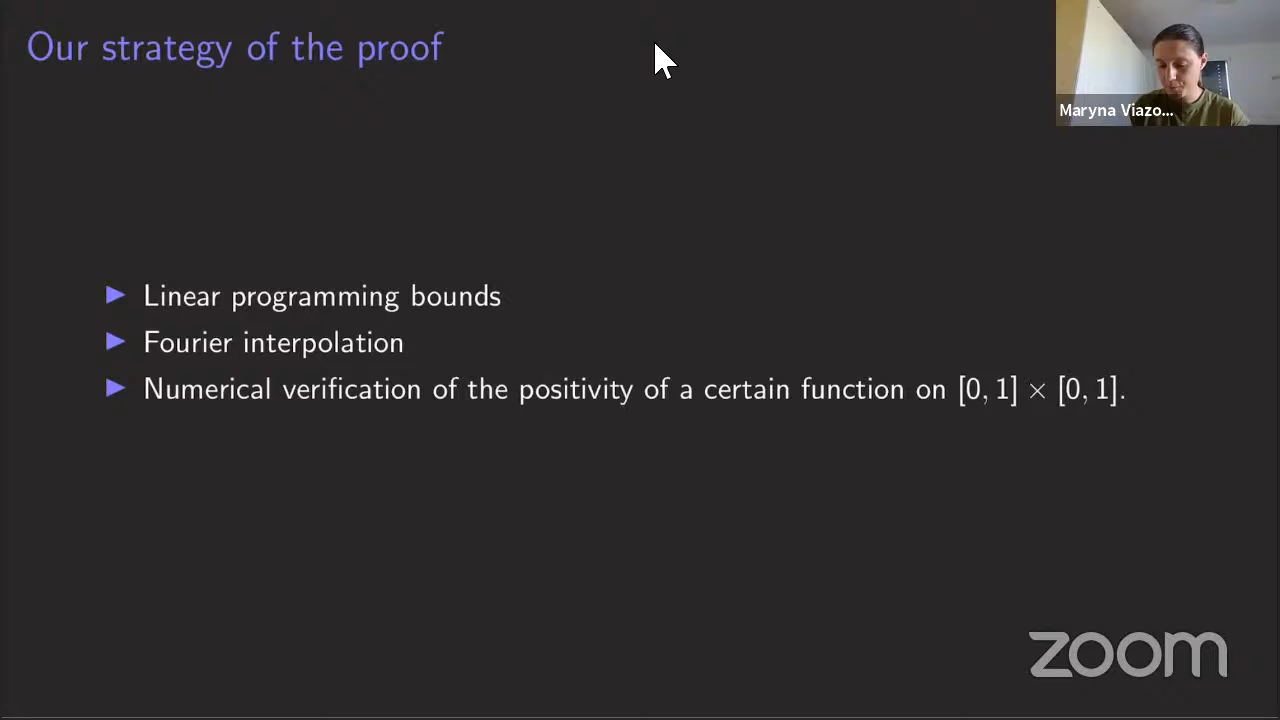 Our strategy of the proof
Maryna Viazo...
▶ Linear programming bounds
▶ Fourier interpolation
▶ Numerical verification of the positivity of a certain function on [0, 1] × [0, 1].
zoom